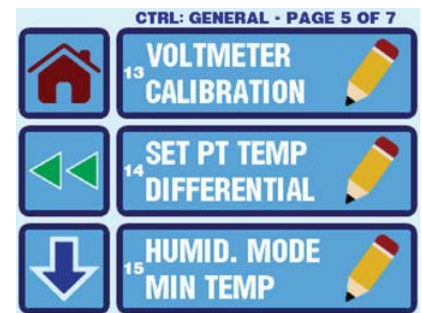 CTRL: GENERAL - PAGE 5 OF 7
13 VOLTMETER
CALIBRATION
14 SET PT TEMP
DIFFERENTIAL
15 HUMID. MODE
MIN TEMP